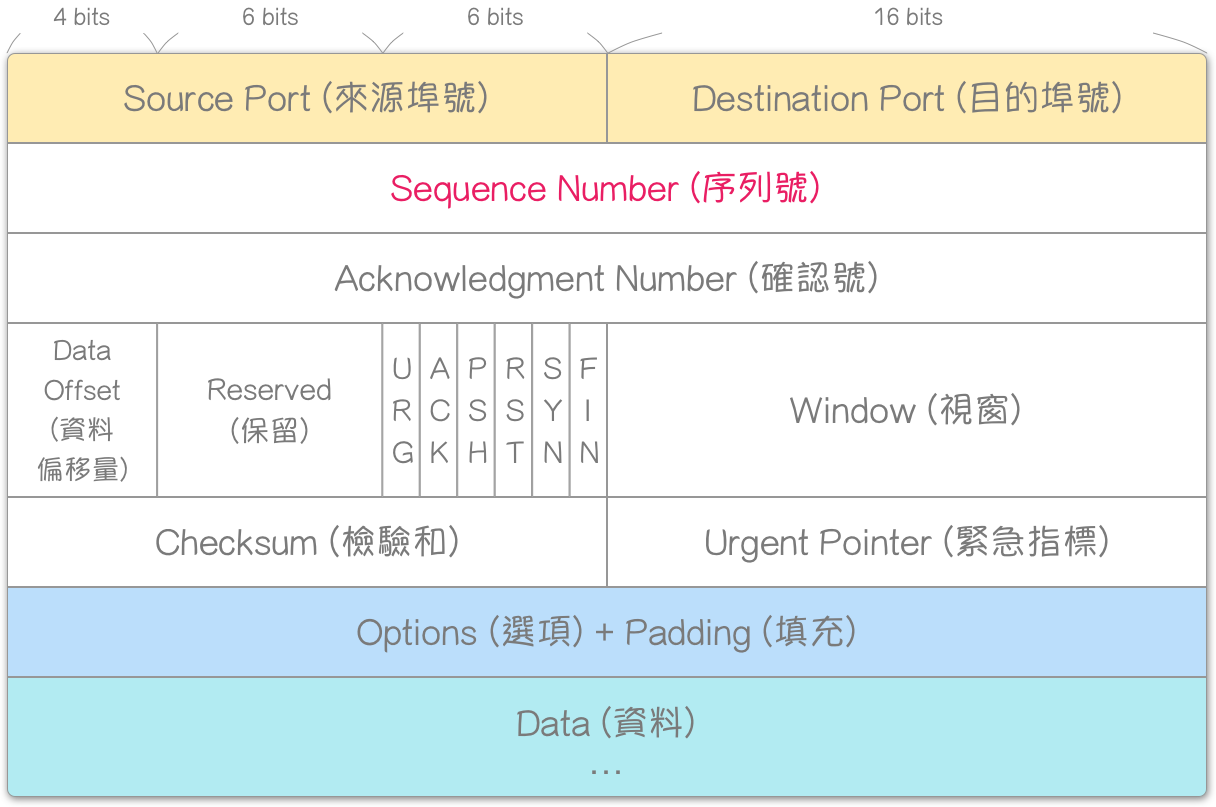 4 bits
6 bits
6 bits
16 bits
Source Port (來源埠號)
Destination Port (目的埠號)
Sequence Number (序列號)
Acknowledgment Number (確認號)
Data
Offset
(資料
偏移量)
Reserved
(保留)
URG
ACK
PSH
RST
SYN
FIN
Window (視窗)
Checksum (檢驗和)
Urgent Pointer (緊急指標)
Options (選項) + Padding (填充)
Data (資料)
...